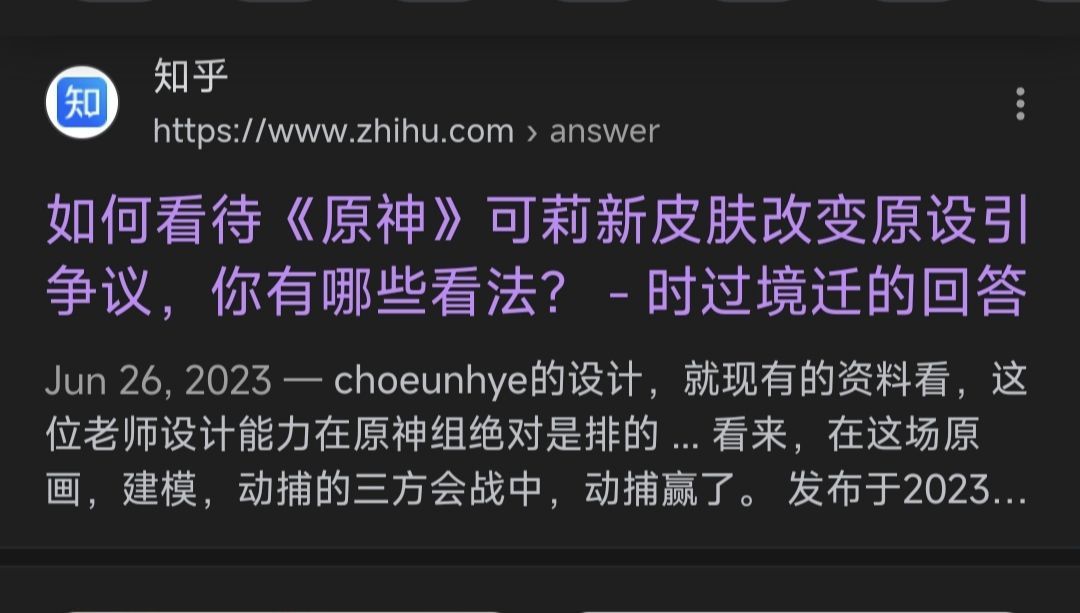 知乎
知
https://www.zhihu.com › answer
如何看待《原神》可莉新皮肤改变原设引
争议，你有哪些看法？ - 时过境迁的回答
Jun 26, 2023 — choeunhye的设计，就现有的资料看，这
位老师设计能力在原神组绝对是排的 ... 看来，在这场原
画，建模，动捕的三方会战中，动捕赢了。 发布于2023...